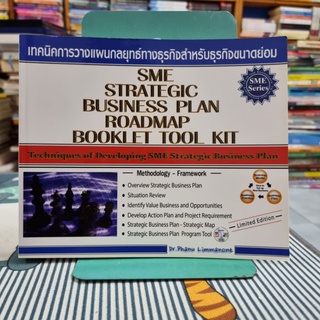 เทคนิคการวางแผนกลยุทธ์ทางธุรกิจสำหรับธุรกิจขนาดย่อม
SME
STRATEGIC
BUSINESS PLAN
ROADMAP
BOOKLET TOOL KIT
SME
Series
Techniques of Developing SME Strategic Business Plan
Methodology - Framework
• Overview Strategic Business Plan
• Situation Review
• Identify Value Business and Opportunities
• Develop Action Plan and Project Requirement
• Strategic Business Plan - Strategic Map
• Strategic Business Plan Program Tool
Limited Edition
Dr.Phanu Limmanont